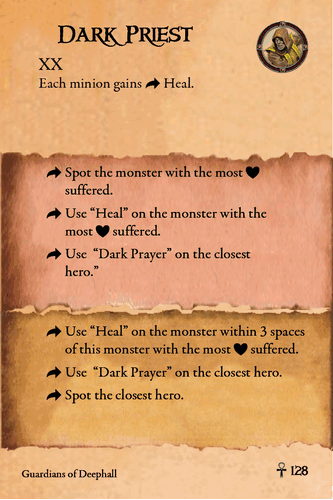 Dark Priest
XX
Each minion gains Heal.
Spot the monster with the most
suffered.
Use “Heal” on the monster with the
most suffered.
Use “Dark Prayer” on the closest
hero.”
Use “Heal” on the monster within 3 spaces
of this monster with the most suffered.
Use “Dark Prayer” on the closest hero.
Spot the closest hero.
Guardians of Deephall
128